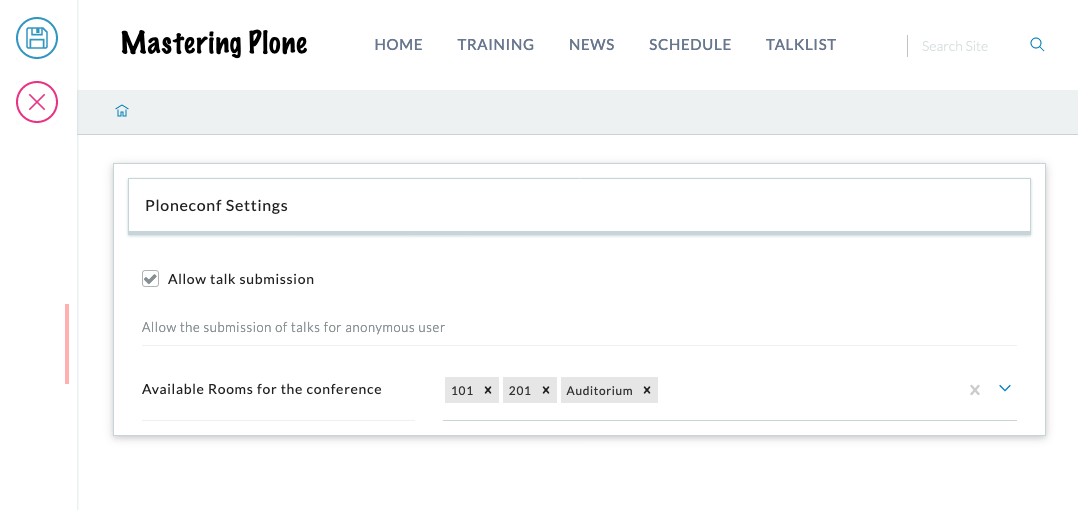 Mastering Plone
HOME TRAINING NEWS SCHEDULE TALKLIST
Search Site
Ploneconf Settings
Allow talk submission
Allow the submission of talks for anonymous user
Available Rooms for the conference
101 201 Auditorium